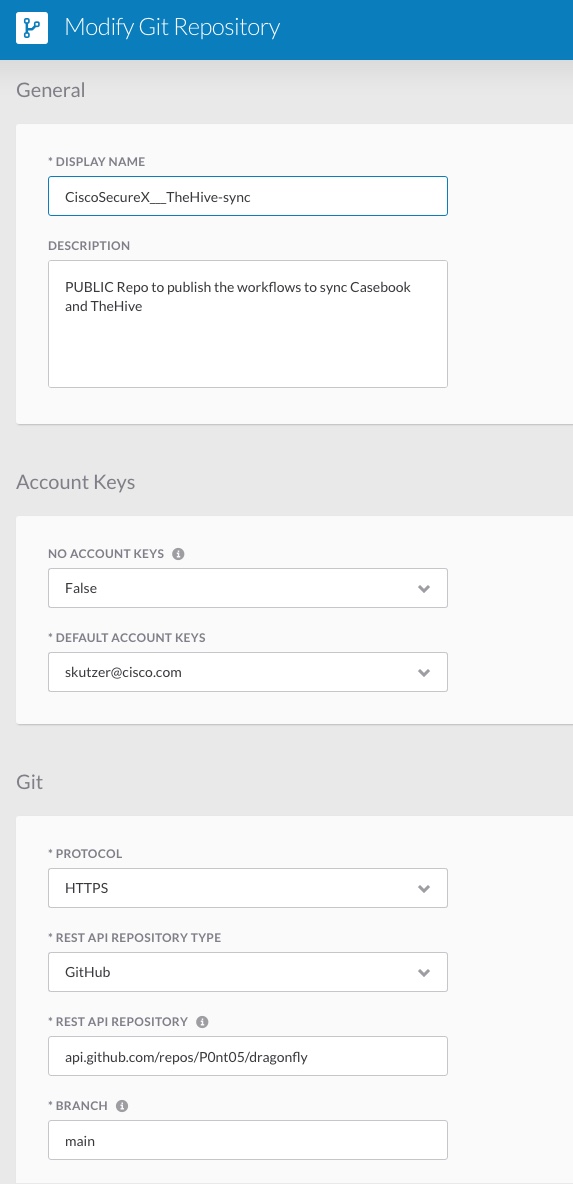 Modify Git Repository
General
* DISPLAY NAME
CiscoSecureX___TheHive-sync
DESCRIPTION
PUBLIC Repo to publish the workflows to sync Casebook
and TheHive
Account Keys
NO ACCOUNT KEYS
False
* DEFAULT ACCOUNT KEYS
skutzer@cisco.com
Git
* PROTOCOL
HTTPS
* REST API REPOSITORY TYPE
GitHub
* REST API REPOSITORY
api.github.com/repos/P0nt05/dragonfly
* BRANCH
main